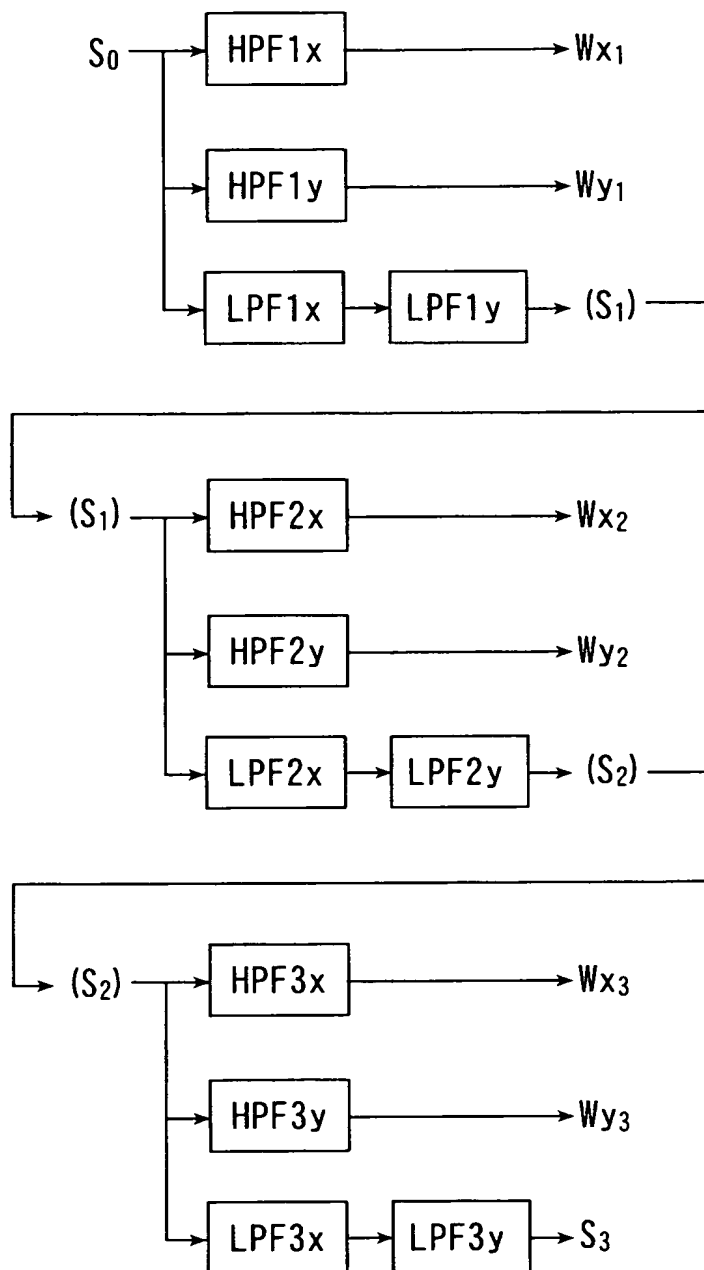 S₀ HPF1x Wx₁
HPF1y Wy₁
LPF1x LPF1y (S₁)
(S₁) HPF2x Wx₂
HPF2y Wy₂
LPF2x LPF2y (S₂)
(S₂) HPF3x Wx₃
HPF3y Wy₃
LPF3x LPF3y S₃